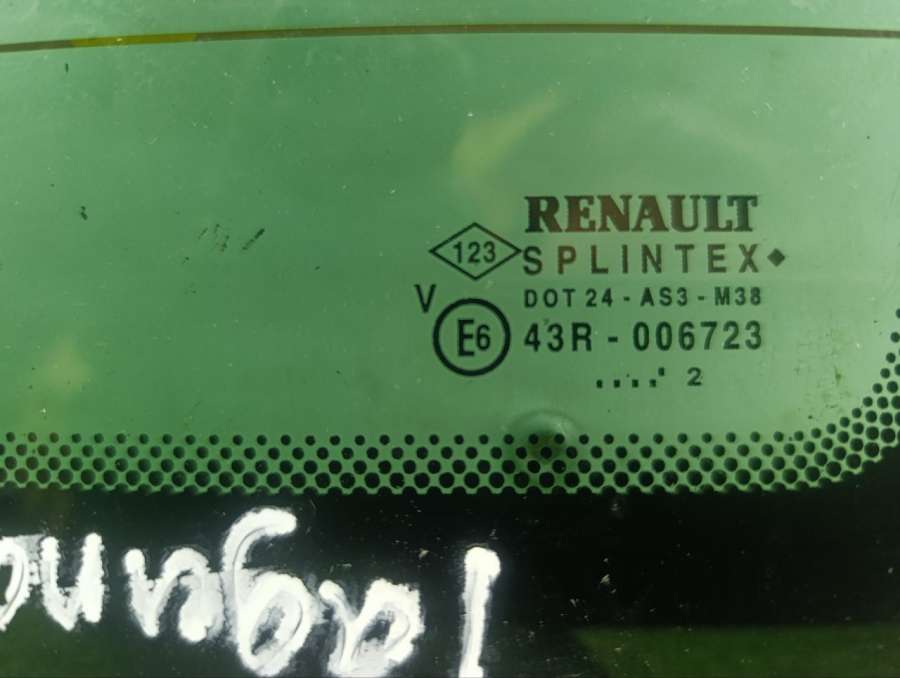 RENAULT
123 SPLINTEX
V DOT 24 - AS3 - M38
E6 43R - 006723
....' 2